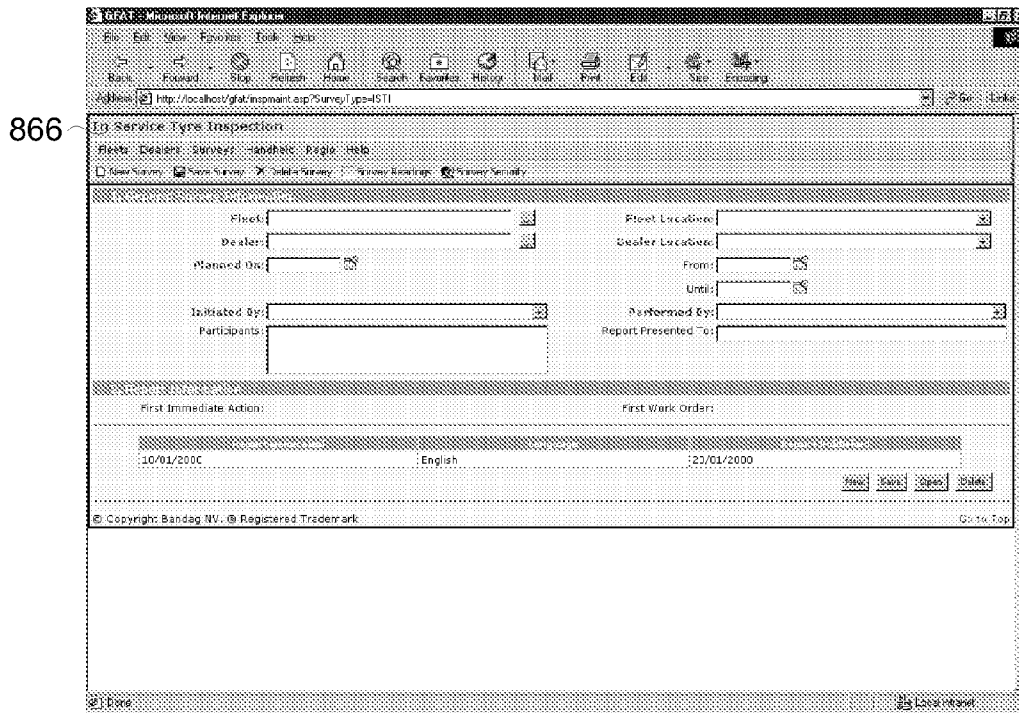 GFAT - Microsoft Internet Explorer
File Edit View Favorites Tools Help
Back Forward Stop Refresh Home Search Favorites History Mail Print Edit Size Encoding
Address http://localhost/gfat/inspmaint.asp?SurveyType=ISTI Go Links
866
In Service Tyre Inspection
Fleets Dealers Surveys Handheld Regio Help
New Survey Save Survey Delete Survey Survey Readings Survey Security
Fleet: Fleet Location:
Dealer: Dealer Location:
Planned On: From:
Until:
Initiated By: Performed By:
Participants: Report Presented To:
First Immediate Action: First Work Order:
10/01/2000 English 20/01/2000
New Save Open Delete
© Copyright Bandag NV. ® Registered Trademark Go to Top
Done Local intranet